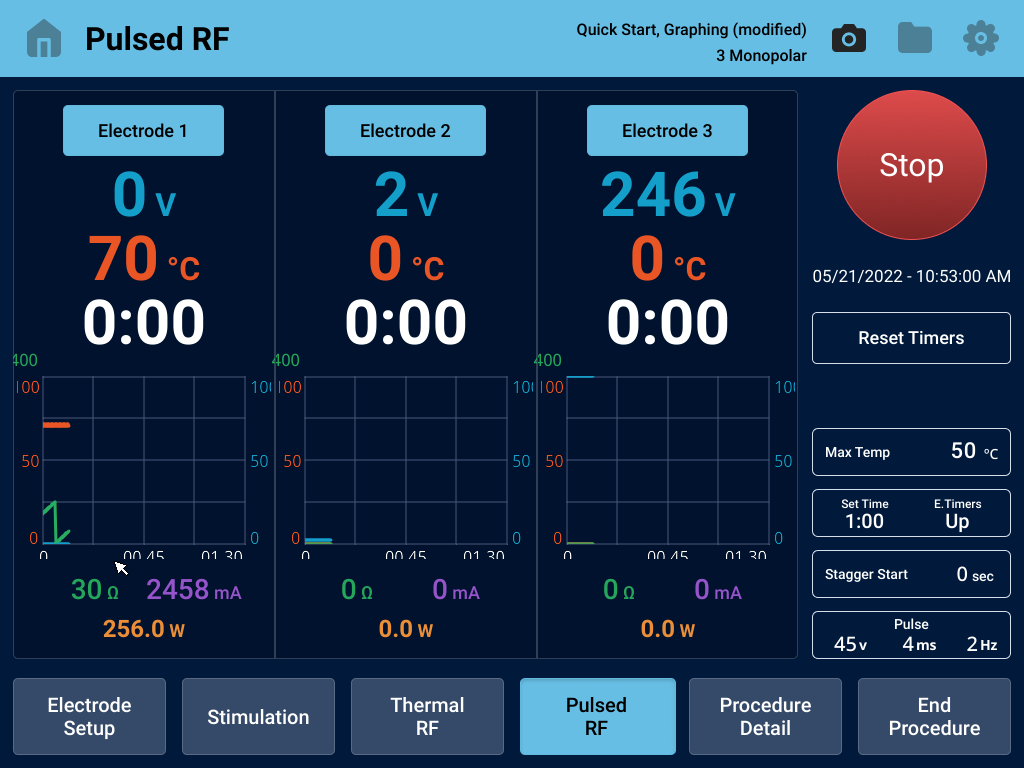 Pulsed RF
Quick Start, Graphing (modified)
3 Monopolar
Electrode 1
0 V
70 °C
0:00
400
100
50
0
100
50
0
0 00.45 01.30
30 Ω 2458 mA
256.0 W
Electrode 2
2 V
0 °C
0:00
400
100
50
0
100
50
0
0 00.45 01.30
0 Ω 0 mA
0.0 W
Electrode 3
246 V
0 °C
0:00
400
100
50
0
100
50
0
0 00.45 01.30
0 Ω 0 mA
0.0 W
Stop
05/21/2022 - 10:53:00 AM
Reset Timers
Max Temp 50 °C
Set Time E.Timers
1:00 Up
Stagger Start 0 sec
Pulse
45 v 4 ms 2 Hz
Electrode
Setup
Stimulation
Thermal
RF
Pulsed
RF
Procedure
Detail
End
Procedure